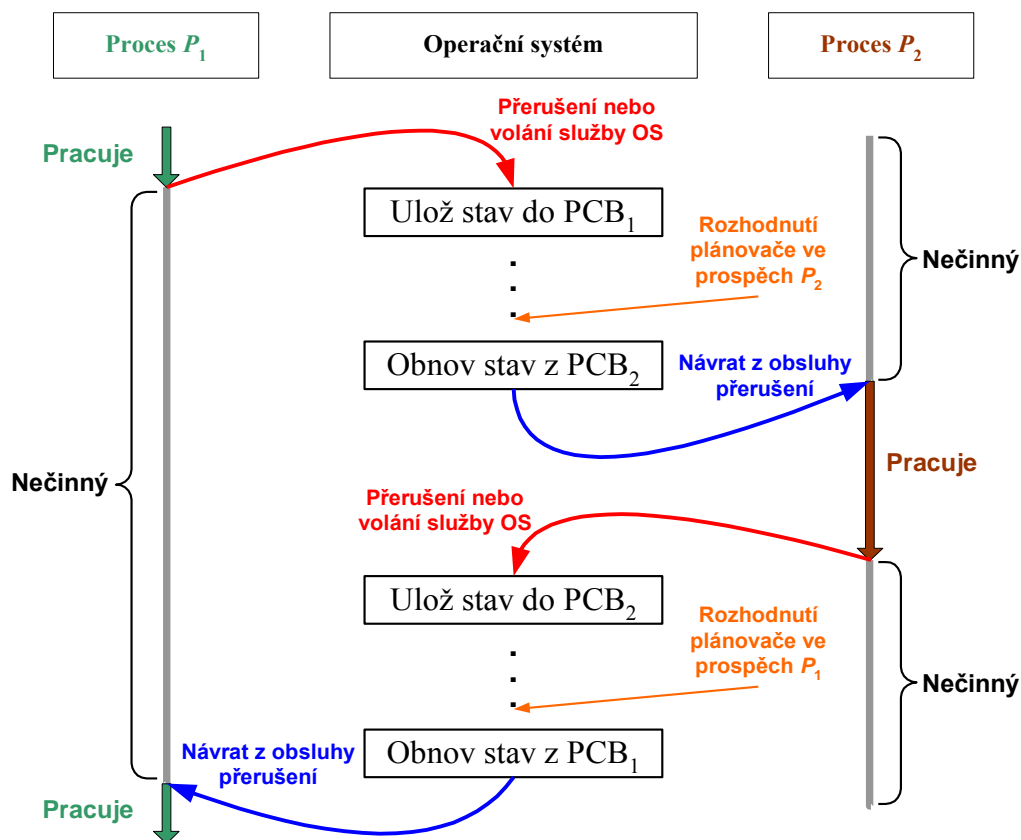 Proces P1
Operační systém
Proces P2
Přerušení nebo
volání služby OS
Pracuje
Ulož stav do PCB1
Rozhodnutí
plánovače ve
prospěch P2
Nečinný
Obnov stav z PCB2
Návrat z obsluhy
přerušení
Pracuje
Nečinný
Přerušení nebo
volání služby OS
Ulož stav do PCB2
Rozhodnutí
plánovače ve
prospěch P1
Nečinný
Obnov stav z PCB1
Návrat z obsluhy
přerušení
Pracuje